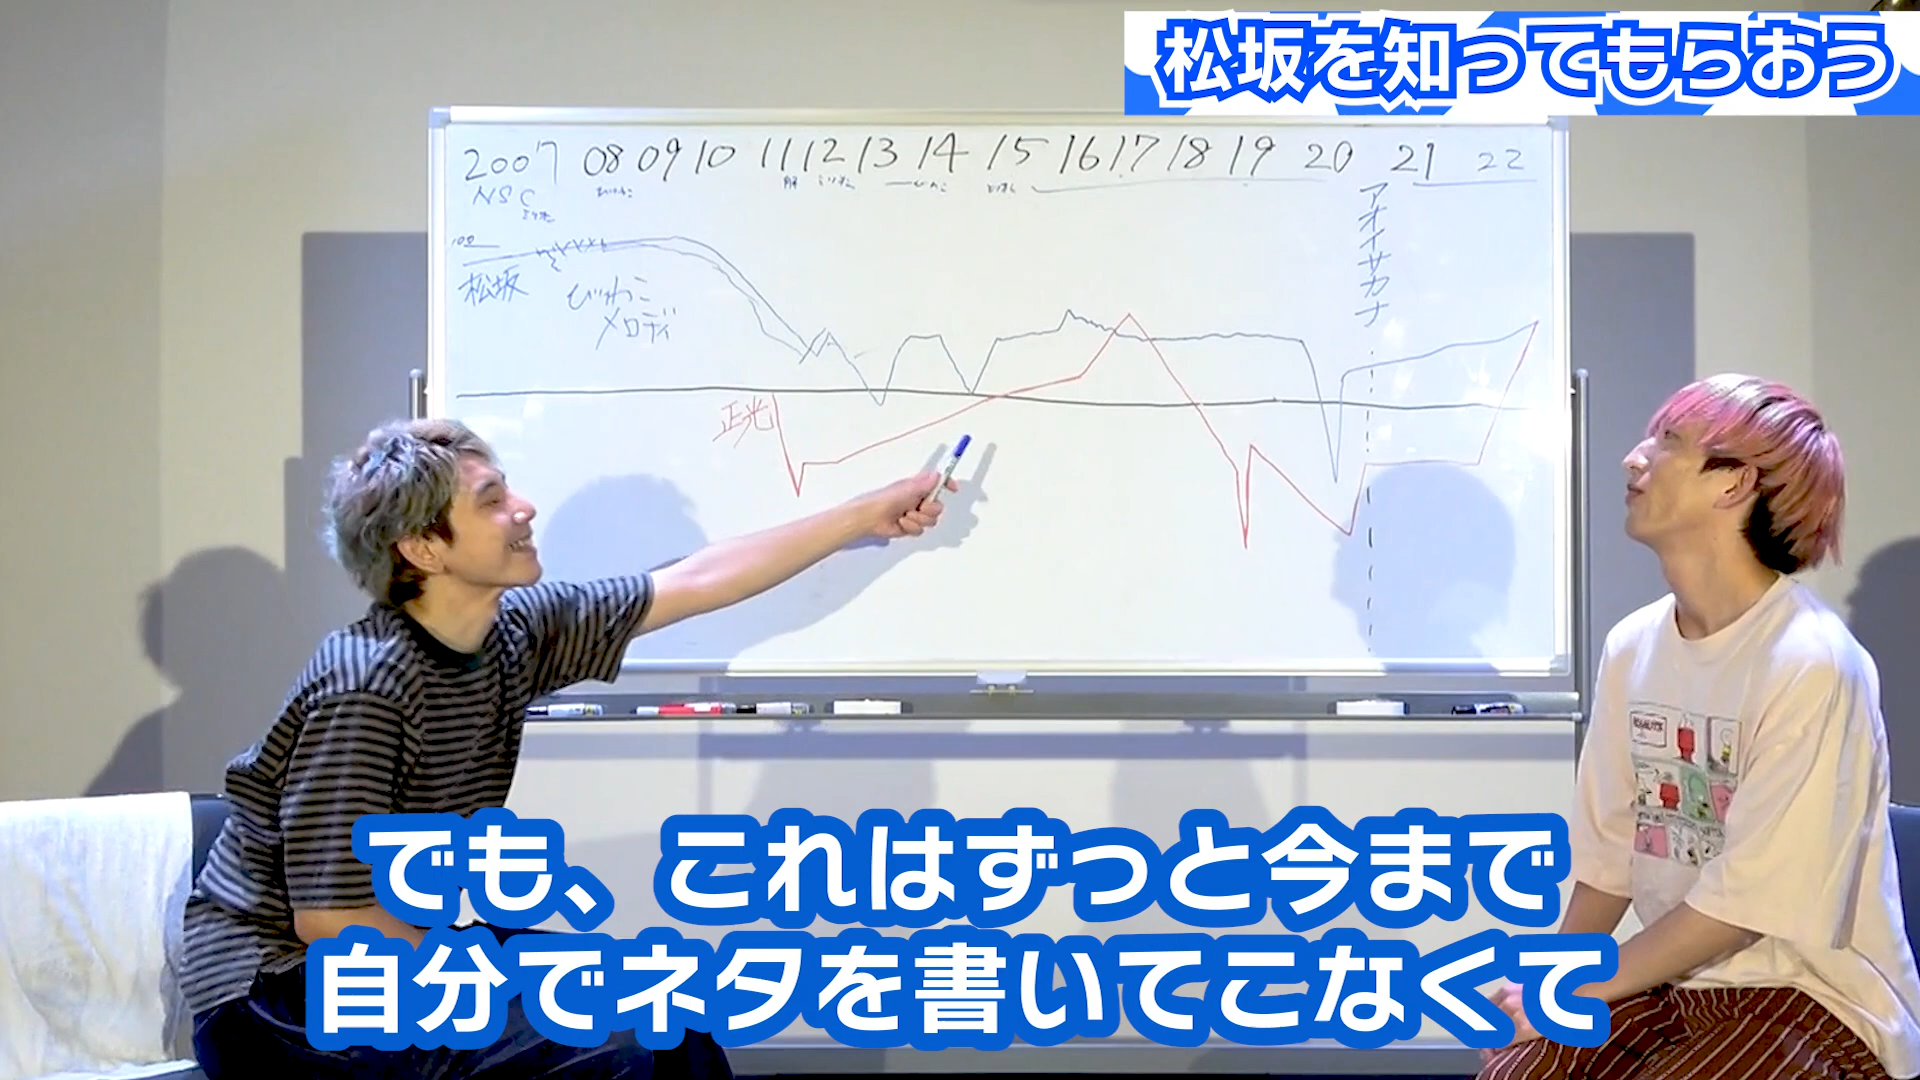 松坂を知ってもらおう
2007 08 09 10 11 12 13 14 15 16 17 18 19 20 21 22
NSC
100
松坂
びわこ
メロディ
アオイサカナ
正光
でも、これはずっと今まで
自分でネタを書いてこなくて